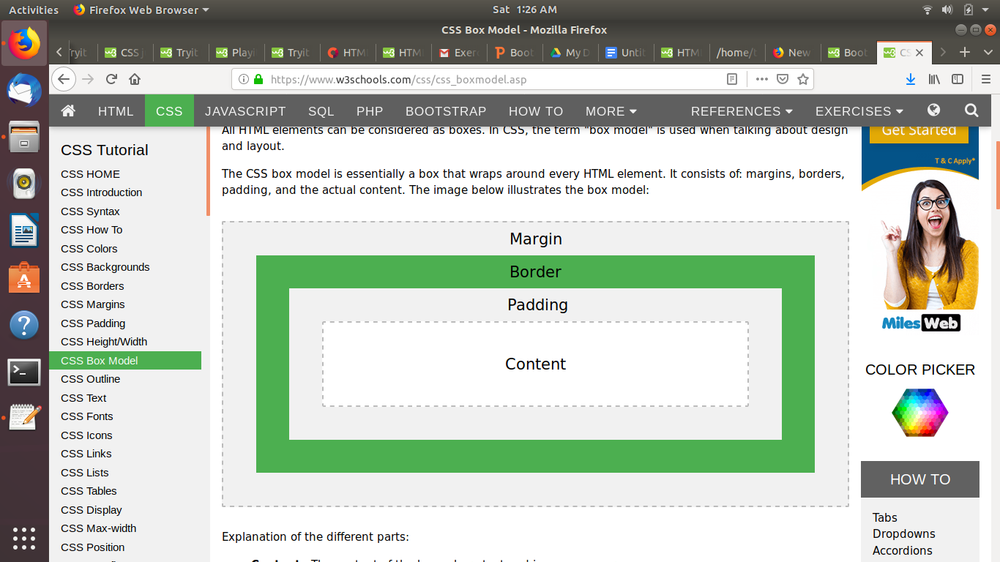 Activities Firefox Web Browser Sat 1:26 AM
CSS Box Model - Mozilla Firefox
CSS Tryit Playi Tryit HTM HTM Exer Boot My D Untit HTM /home/t New Boot
https://www.w3schools.com/css/css_boxmodel.asp
HTML CSS JAVASCRIPT SQL PHP BOOTSTRAP HOW TO MORE REFERENCES EXERCISES
CSS Tutorial
CSS HOME
CSS Introduction
CSS Syntax
CSS How To
CSS Colors
CSS Backgrounds
CSS Borders
CSS Margins
CSS Padding
CSS Height/Width
CSS Box Model
CSS Outline
CSS Text
CSS Fonts
CSS Icons
CSS Links
CSS Lists
CSS Tables
CSS Display
CSS Max-width
CSS Position
All HTML elements can be considered as boxes. In CSS, the term "box model" is used when talking about design
and layout.
The CSS box model is essentially a box that wraps around every HTML element. It consists of: margins, borders,
padding, and the actual content. The image below illustrates the box model:
Margin
Border
Padding
Content
Explanation of the different parts:
Get Started
T & C Apply*
MilesWeb
COLOR PICKER
HOW TO
Tabs
Dropdowns
Accordions